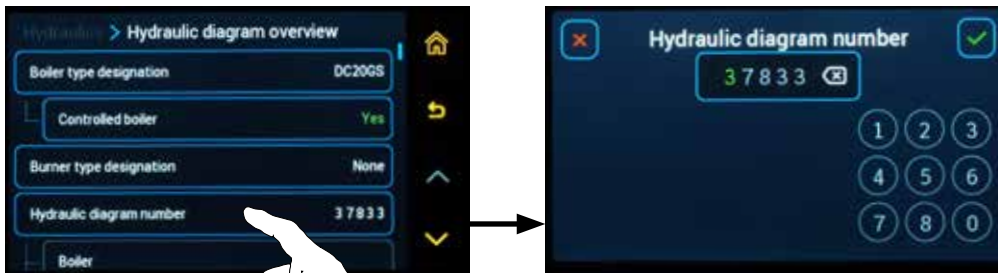 Hydraulics > Hydraulic diagram overview
Boiler type designation DC20GS
Controlled boiler Yes
Burner type designation None
Hydraulic diagram number 37833
Boiler
Hydraulic diagram number
37833
1 2 3
4 5 6
7 8 0